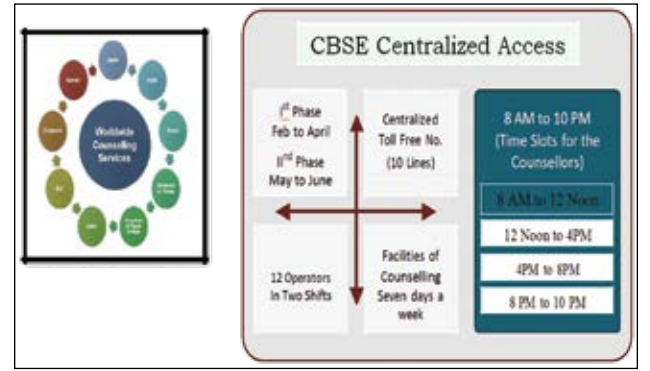 Worldwide
Counselling
Services
CBSE Centralized Access
Ist Phase
Feb to April
IInd Phase
May to June
Centralized
Toll Free No.
(10 Lines)
12 Operators
In Two Shifts
Facilities of
Counselling
Seven days a
week
8 AM to 10 PM
(Time Slots for the
Counsellors)
8 AM to 12 Noon
12 Noon to 4PM
4PM to 8PM
8 PM to 10 PM